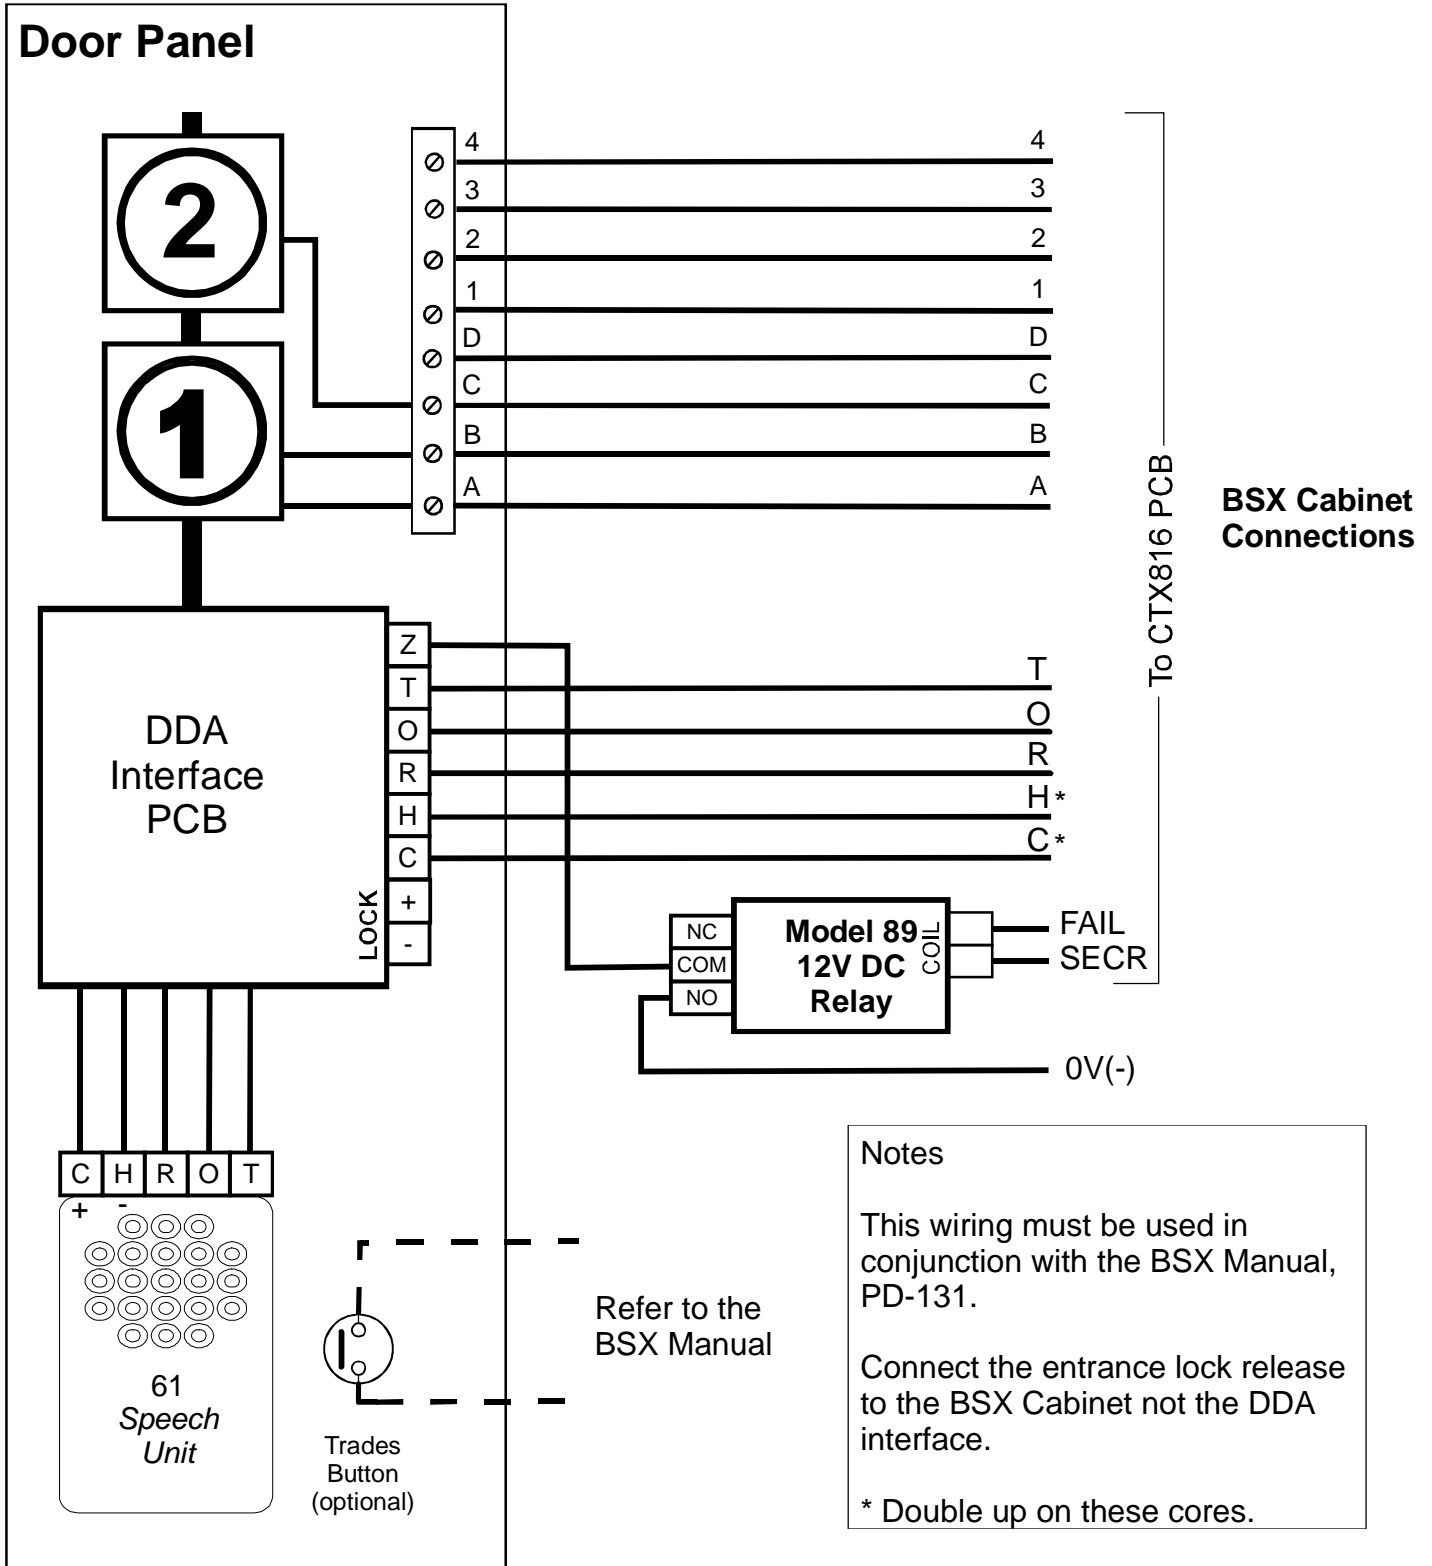 Door Panel
2
1
4
3
2
1
D
C
B
A
4
3
2
1
D
C
B
A
To CTX816 PCB
BSX Cabinet
Connections
DDA
Interface
PCB
LOCK
Z
T
O
R
H
C
+
-
T
O
R
H*
C*
NC
COM
NO
Model 89
12V DC
Relay
COIL
FAIL
SECR
0V(-)
C H R O T
+ -
61
Speech
Unit
Trades
Button
(optional)
Refer to the
BSX Manual
Notes
This wiring must be used in
conjunction with the BSX Manual,
PD-131.
Connect the entrance lock release
to the BSX Cabinet not the DDA
interface.
* Double up on these cores.